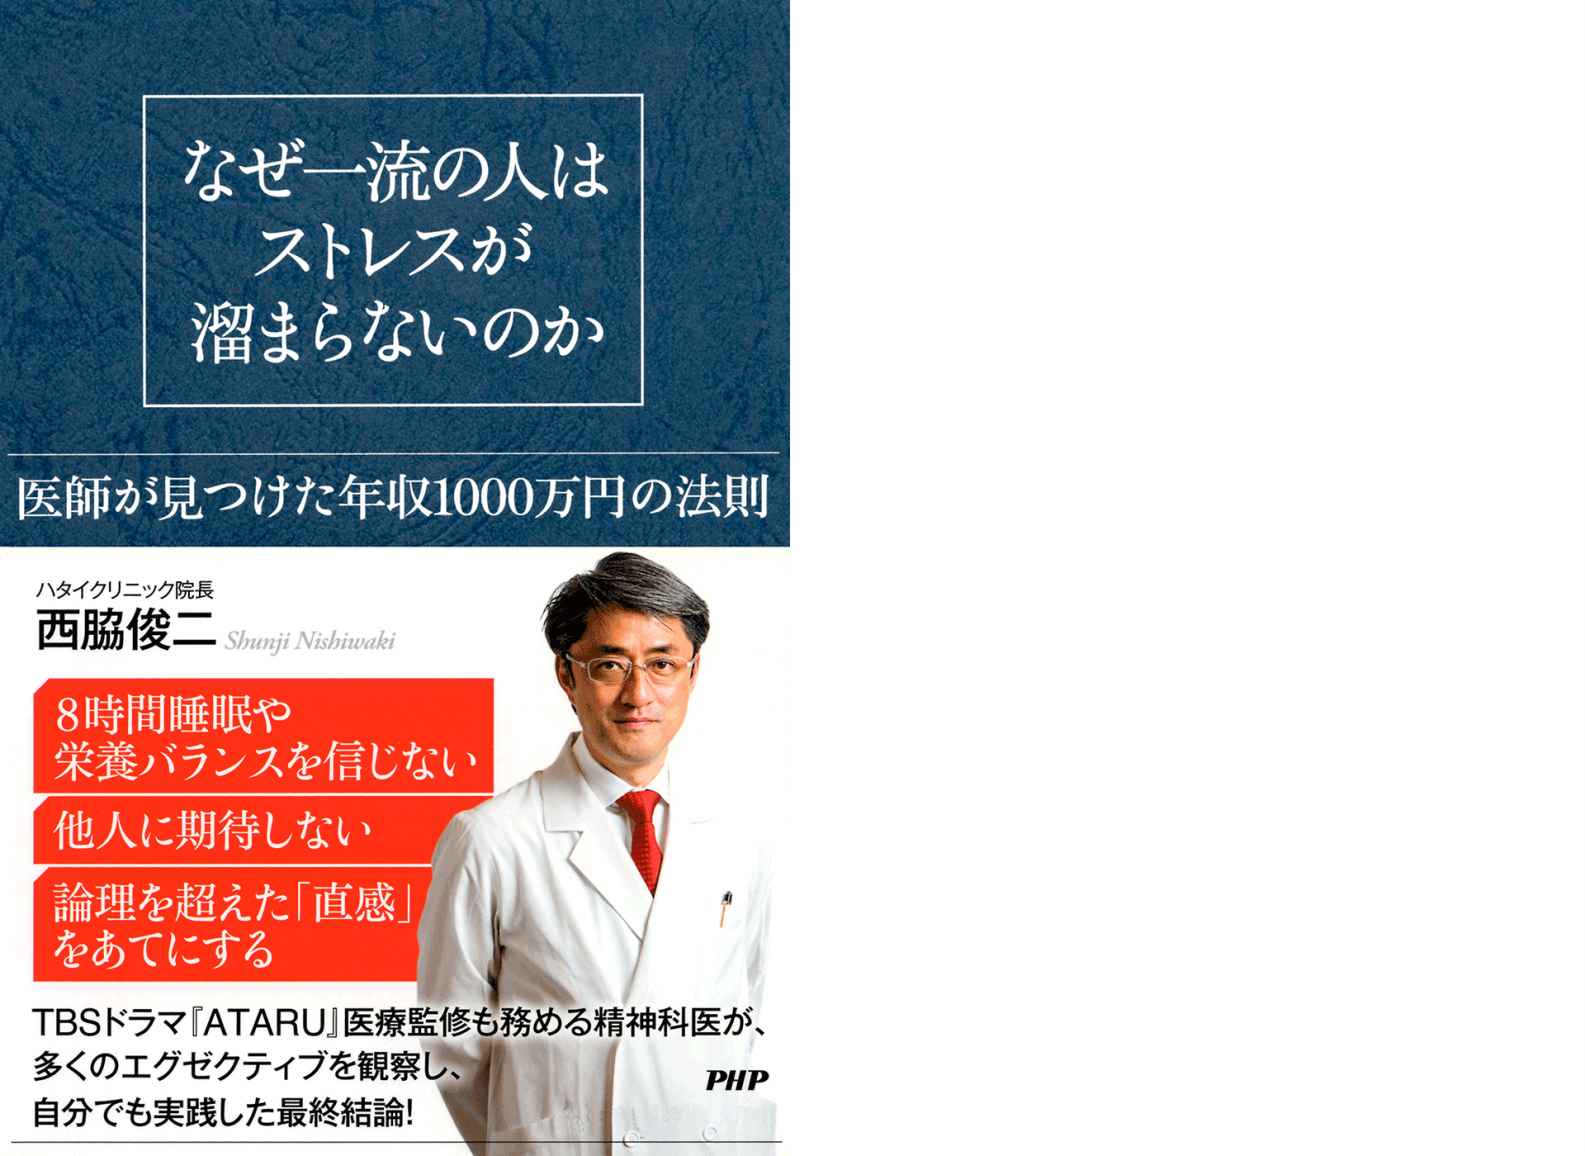 なぜ一流の人は
ストレスが
溜まらないのか
医師が見つけた年収1000万円の法則
ハタイクリニック院長
西脇俊二 Shunji Nishiwaki
8時間睡眠や
栄養バランスを信じない
他人に期待しない
論理を超えた「直感」
をあてにする
TBSドラマ『ATARU』医療監修も務める精神科医が、
多くのエグゼクティブを観察し、
自分でも実践した最終結論!
PHP